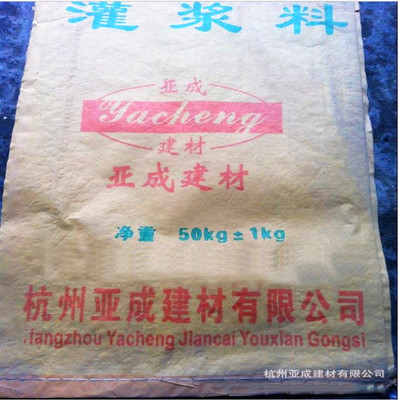 灌浆料
亚成
Yacheng
建材
亚成建材
净重 50kg±1kg
杭州亚成建材有限公司
Hangzhou Yacheng Jiancai Youxian Gongsi
杭州亚成建材有限公司